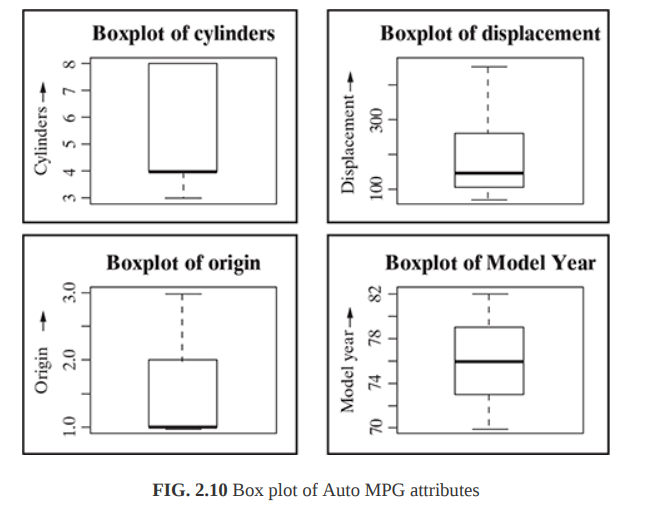 Boxplot of cylinders
Cylinders
8
7
6
5
4
3
Boxplot of displacement
Displacement
300
100
Boxplot of origin
Origin
3.0
2.0
1.0
Boxplot of Model Year
Model year
82
78
74
70
FIG. 2.10 Box plot of Auto MPG attributes